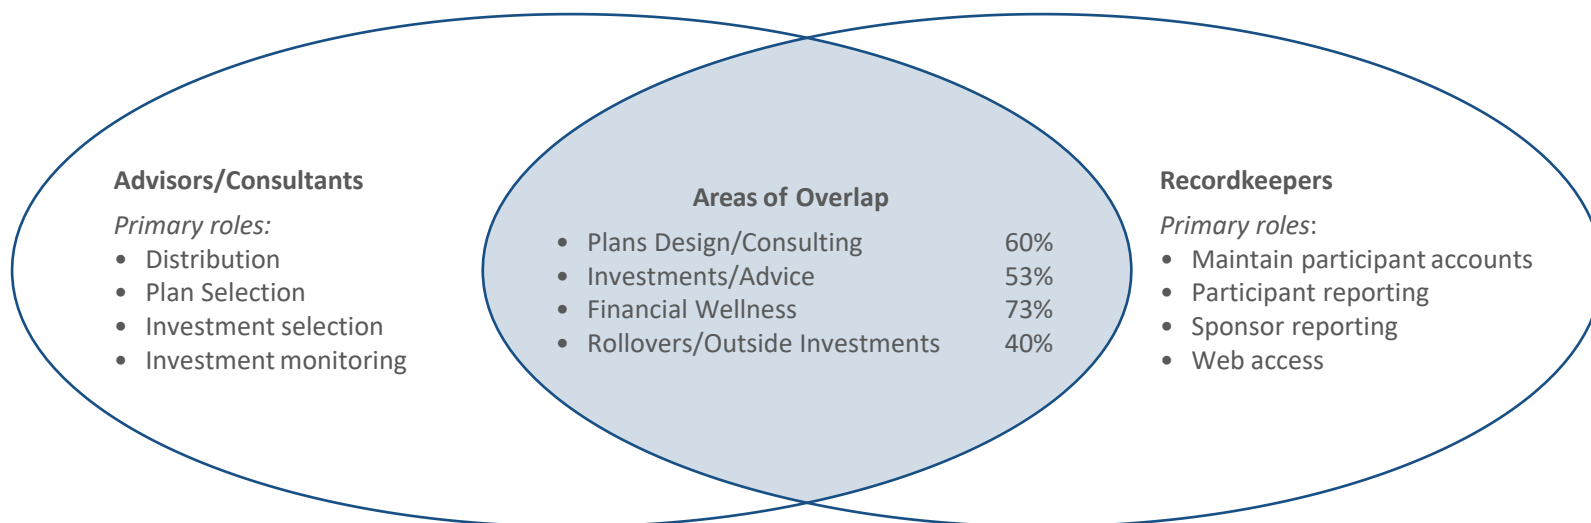 Advisors/Consultants
Primary roles:
• Distribution
• Plan Selection
• Investment selection
• Investment monitoring
Areas of Overlap
• Plans Design/Consulting 60%
• Investments/Advice 53%
• Financial Wellness 73%
• Rollovers/Outside Investments 40%
Recordkeepers
Primary roles:
• Maintain participant accounts
• Participant reporting
• Sponsor reporting
• Web access